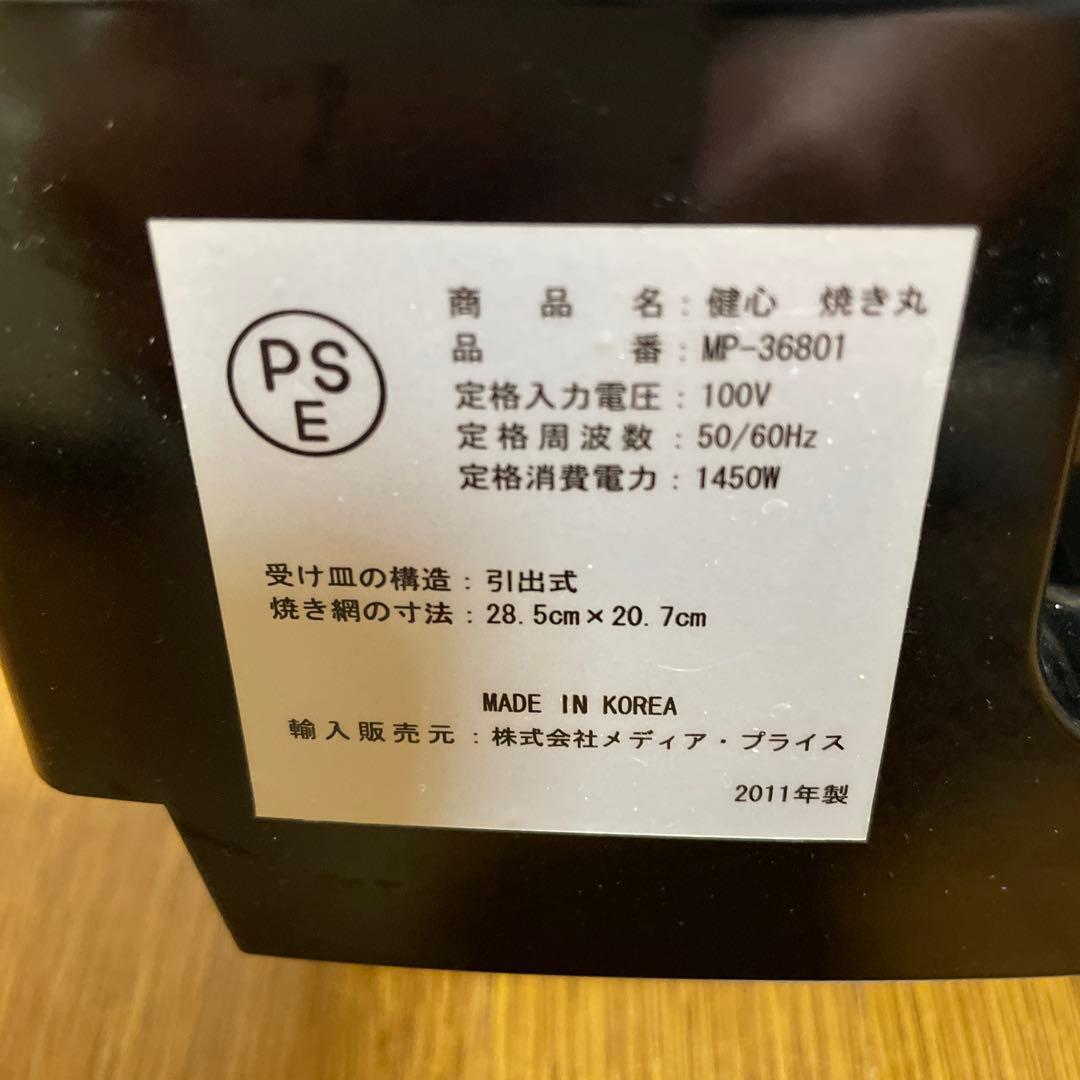 PS
E
商品名：健心 焼き丸
品番：MP-36801
定格入力電圧：100V
定格周波数：50/60Hz
定格消費電力：1450W
受け皿の構造：引出式
焼き網の寸法：28.5cm×20.7cm
MADE IN KOREA
輸入販売元：株式会社メディア・プライス
2011年製